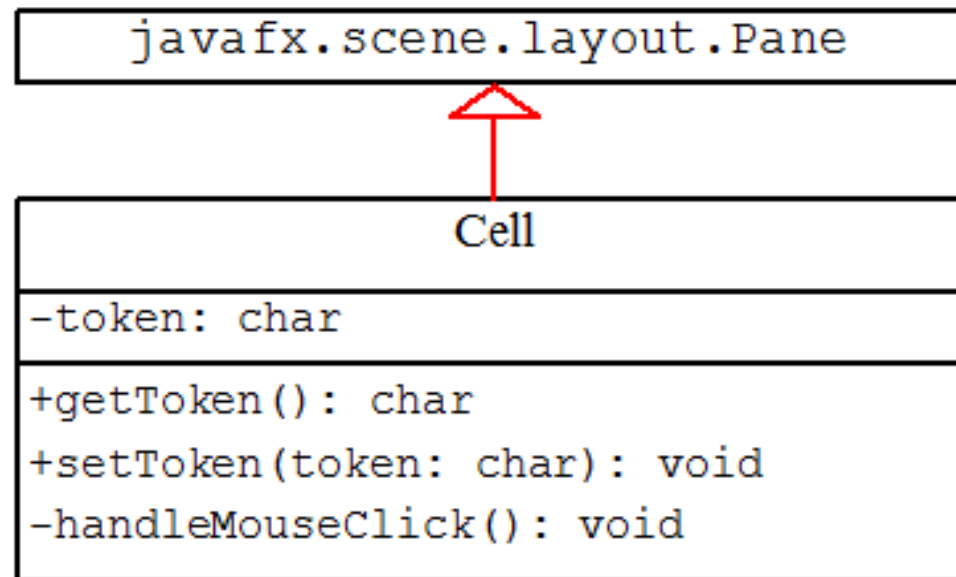 javafx.scene.layout.Pane
Cell
-token: char
+getToken(): char
+setToken(token: char): void
-handleMouseClick(): void